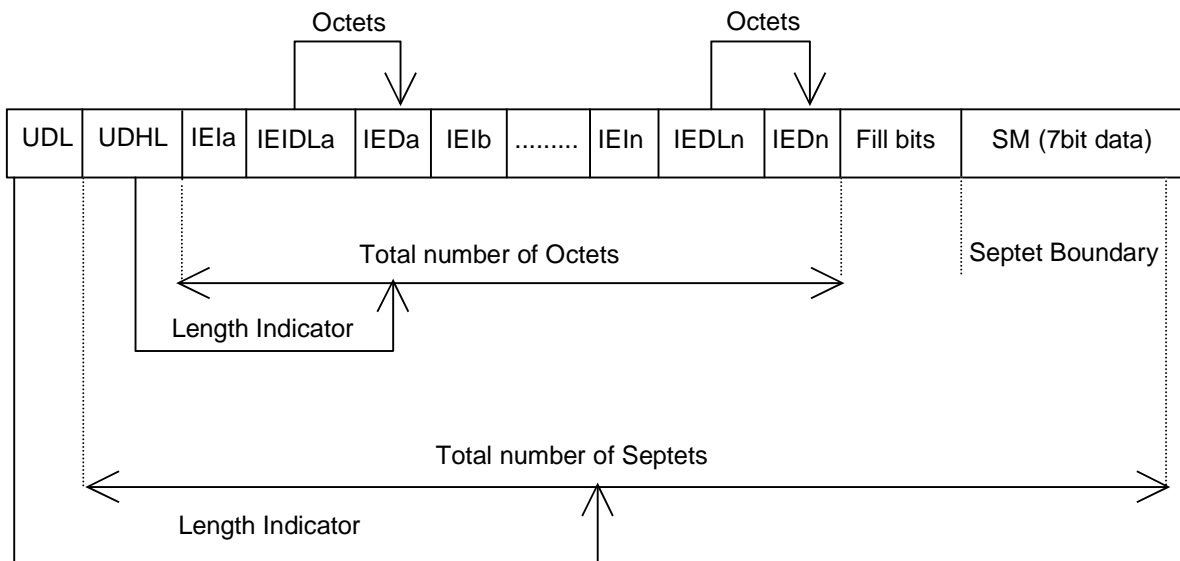 Octets Octets
UDL UDHL IEIa IEIDLa IEDa IEIb ......... IEIn IEDLn IEDn Fill bits SM (7bit data)
Total number of Octets
Septet Boundary
Length Indicator
Total number of Septets
Length Indicator